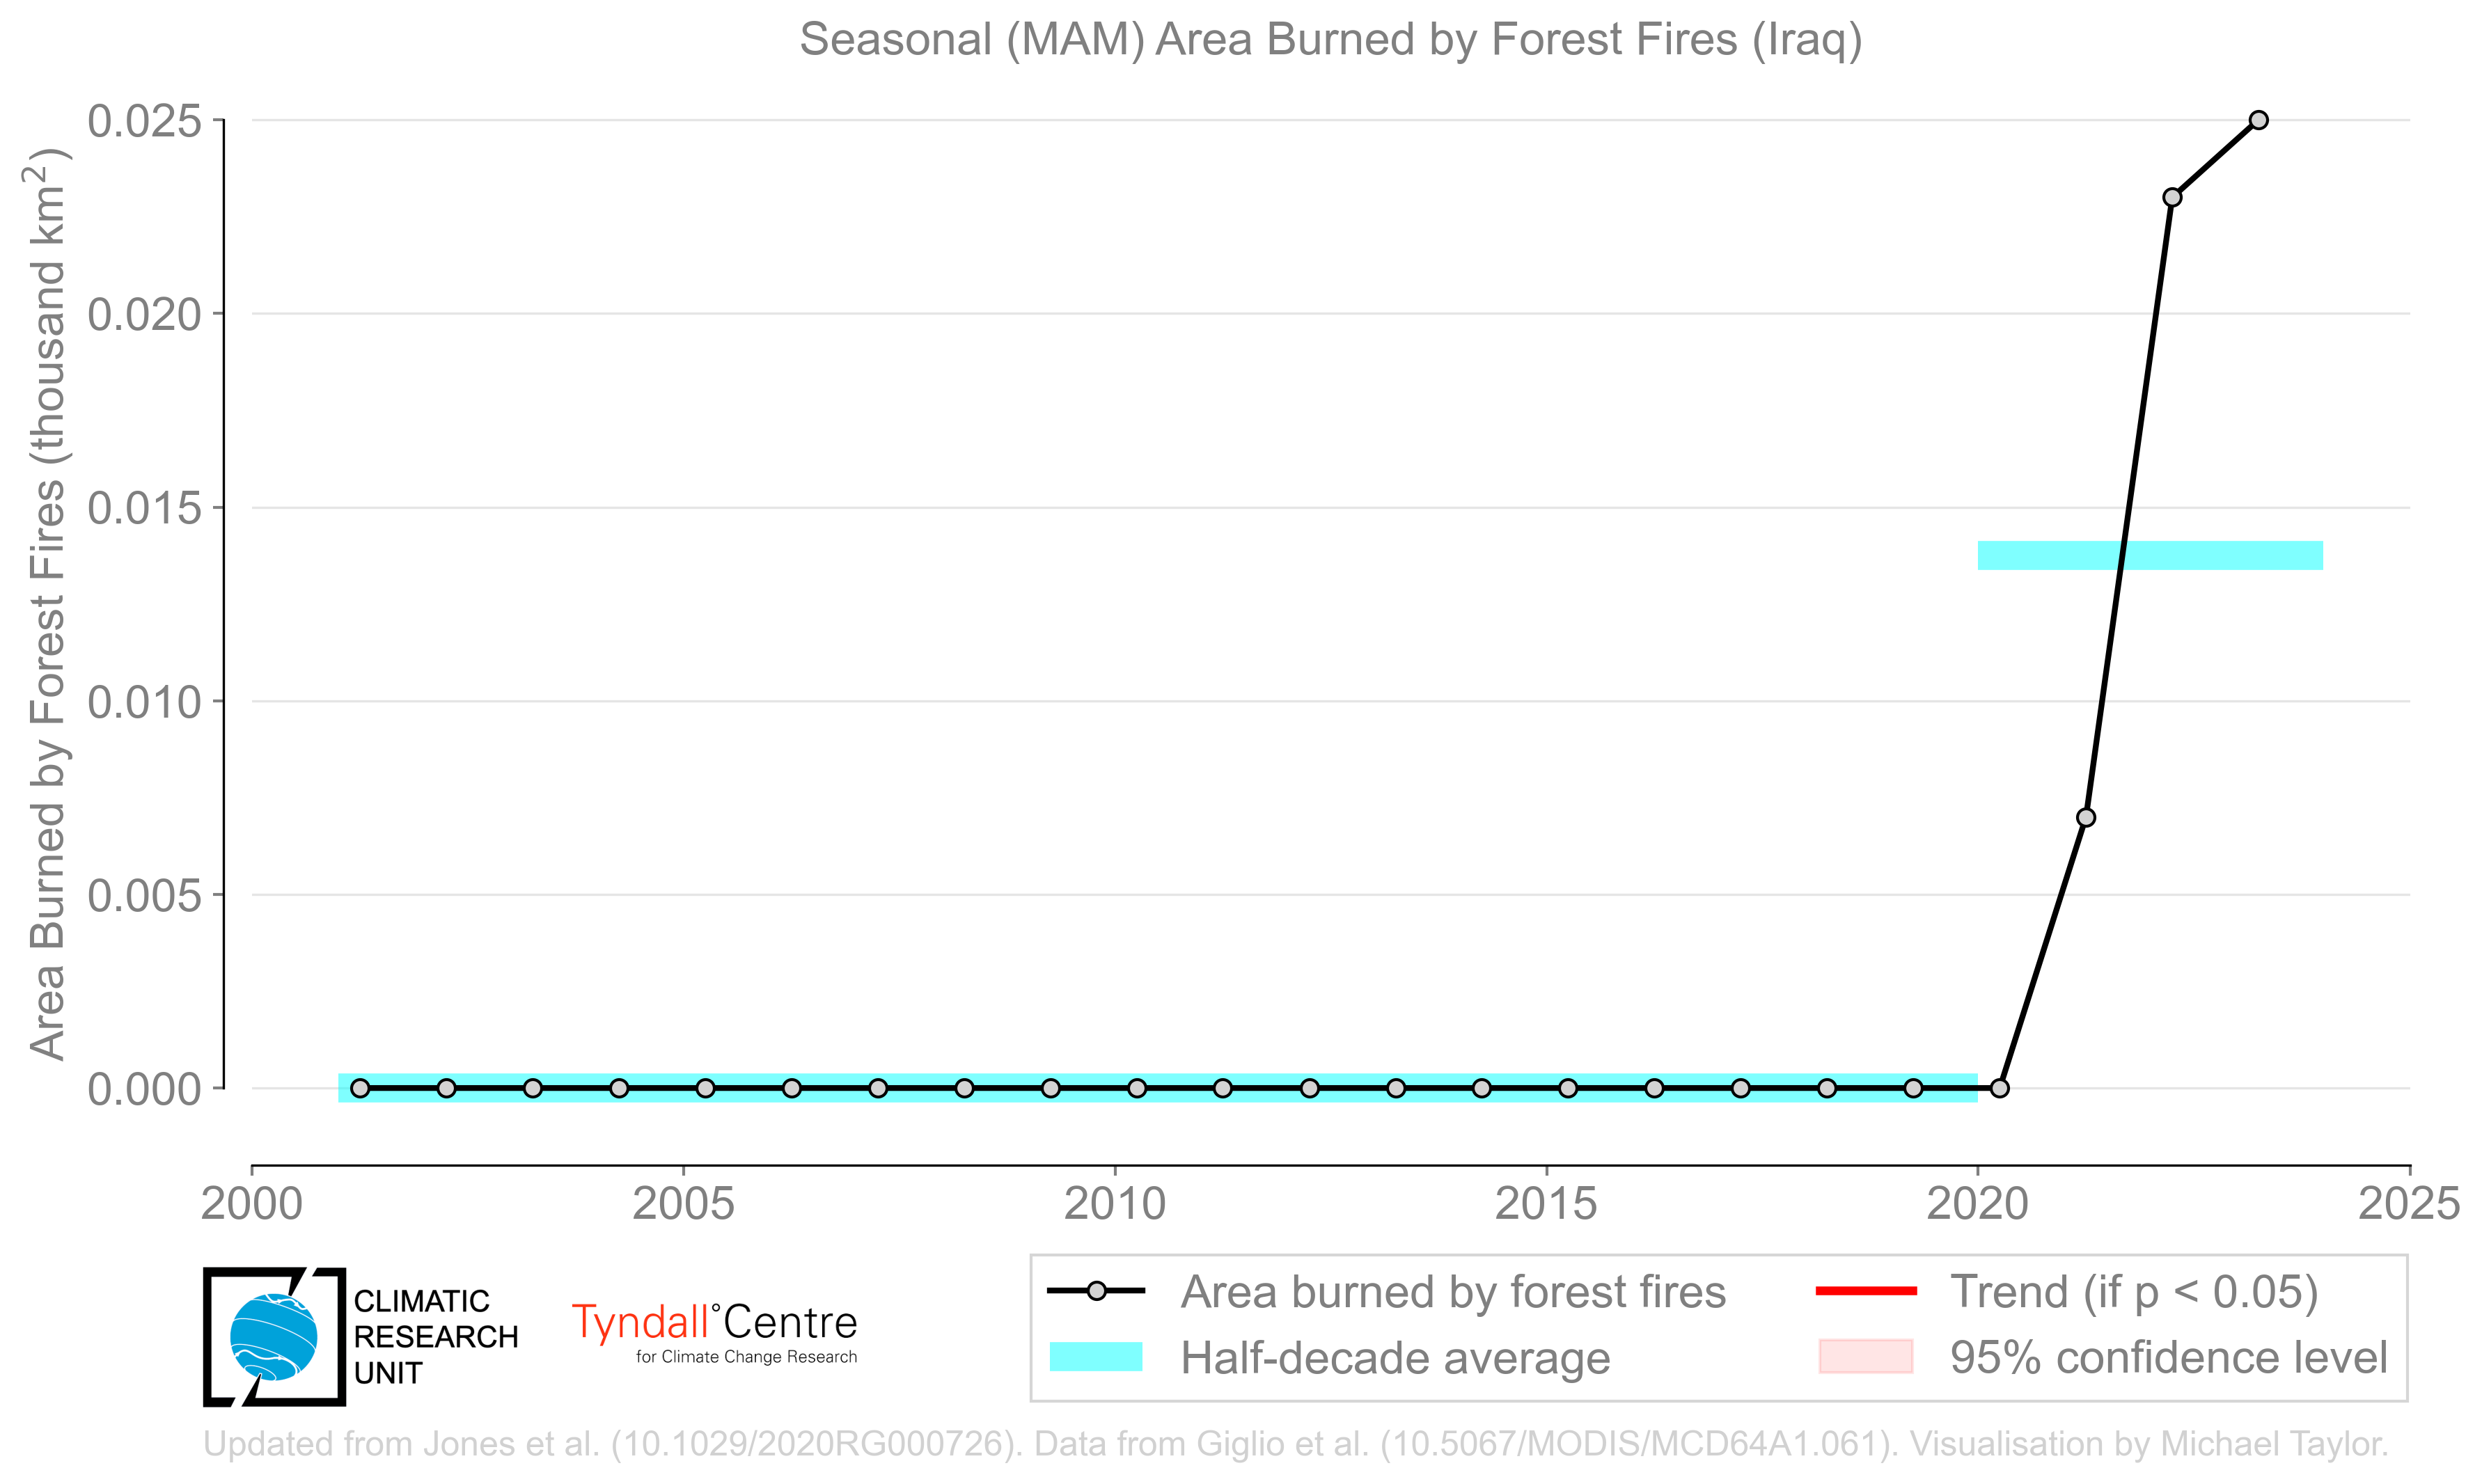 Seasonal (MAM) Area Burned by Forest Fires (Iraq)
Area Burned by Forest Fires (thousand km²)
0.025
0.020
0.015
0.010
0.005
0.000
2000 2005 2010 2015 2020 2025
CLIMATIC
RESEARCH
UNIT
Tyndall°Centre
for Climate Change Research
Area burned by forest fires
Half-decade average
Trend (if p < 0.05)
95% confidence level
Updated from Jones et al. (10.1029/2020RG000726). Data from Giglio et al. (10.5067/MODIS/MCD64A1.061). Visualisation by Michael Taylor.